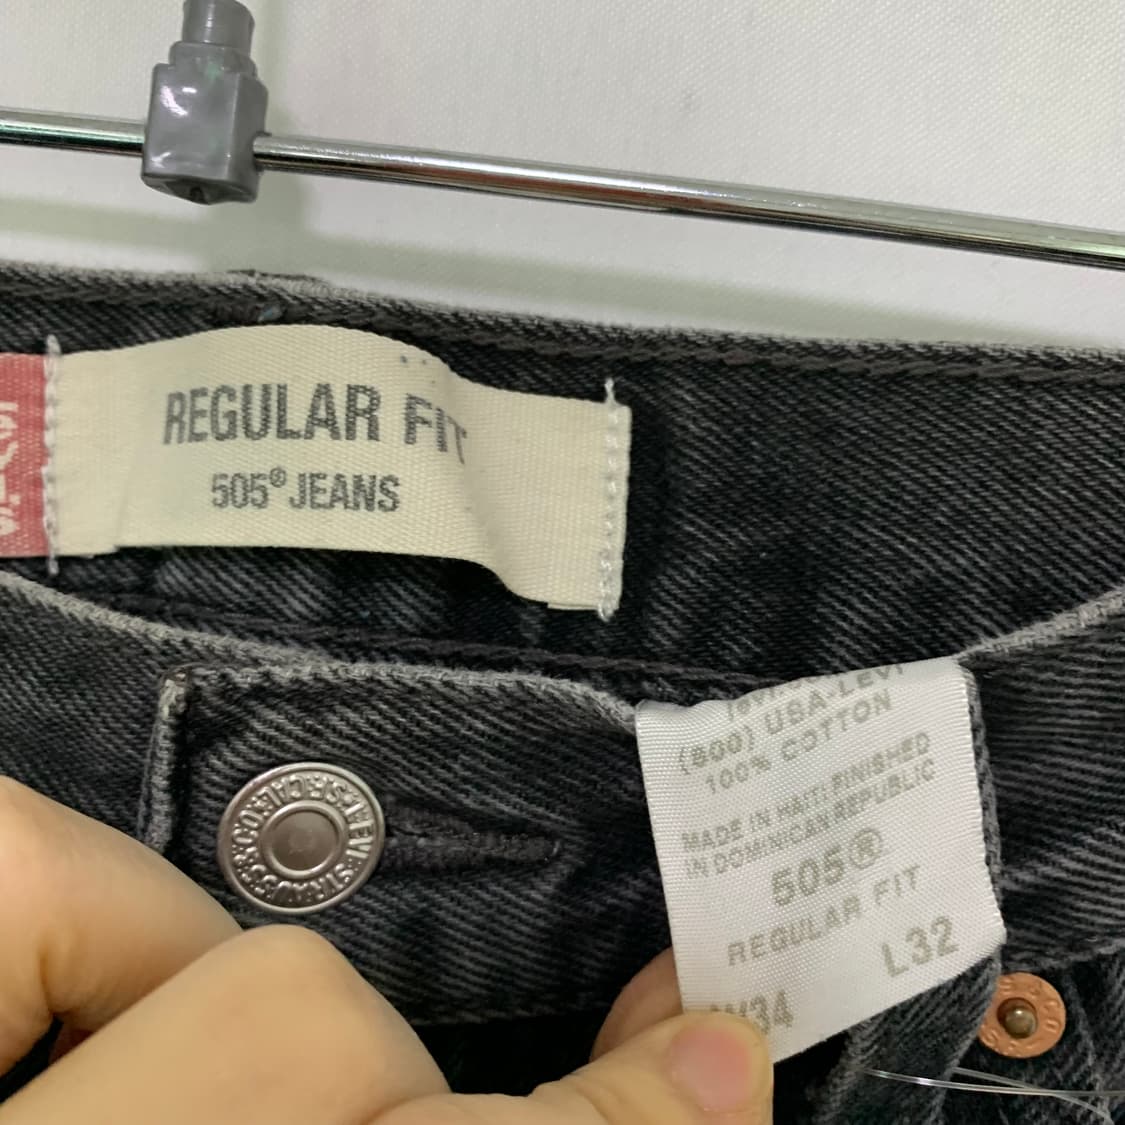 REGULAR FIT
505® JEANS
LEVI STRAUSS & CO. S.F. CAL.
(800) USA-LEVI
100% COTTON
MADE IN HAITI FINISHED
IN DOMINICAN REPUBLIC
505®
REGULAR FIT
W34 L32